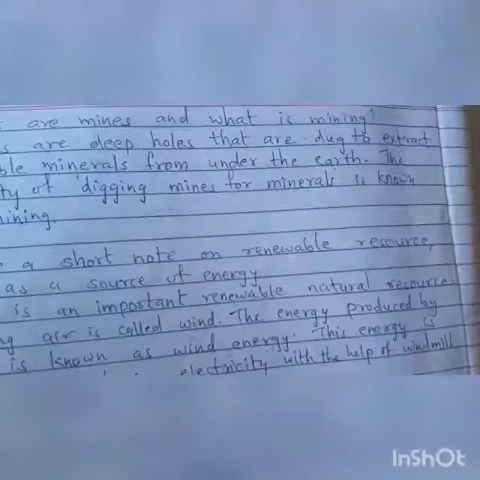 are mines and what is mining?
are deep holes that are dug to extract
minerals from under the earth. The
of 'digging mines for minerals is known
a short note on renewable resource,
as a source of energy
is an important renewable natural resource.
air is called wind. The energy produced by
is known as wind energy. This energy is
electricity with the help of windmill
InShOt